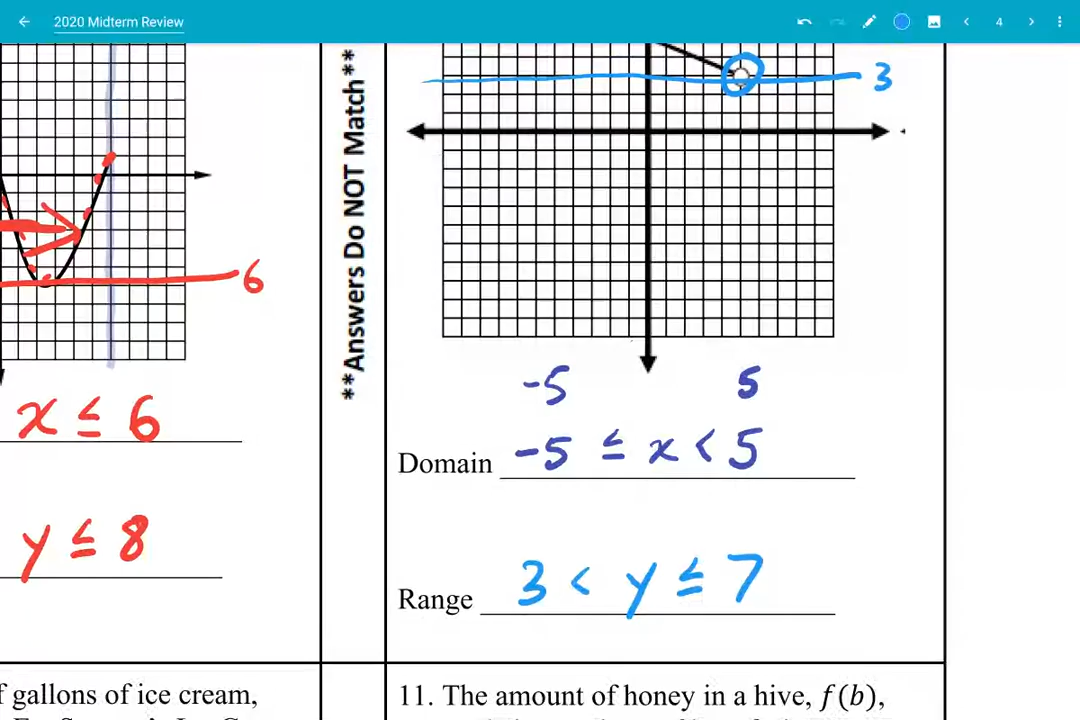 2020 Midterm Review
4
3
**Answers Do NOT Match**
6
x ≤ 6
y ≤ 8
-5 5
Domain -5 ≤ x < 5
Range 3 < y ≤ 7
f gallons of ice cream,
11. The amount of honey in a hive, f(b),